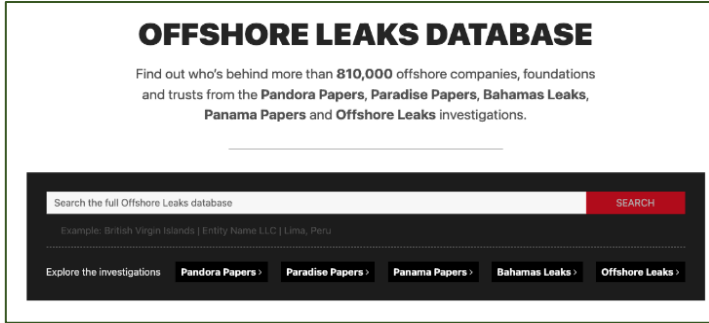 OFFSHORE LEAKS DATABASE
Find out who's behind more than 810,000 offshore companies, foundations
and trusts from the Pandora Papers, Paradise Papers, Bahamas Leaks,
Panama Papers and Offshore Leaks investigations.
Search the full Offshore Leaks database SEARCH
Example: British Virgin Islands | Entity Name LLC | Lima, Peru
Explore the investigations Pandora Papers › Paradise Papers › Panama Papers › Bahamas Leaks › Offshore Leaks ›